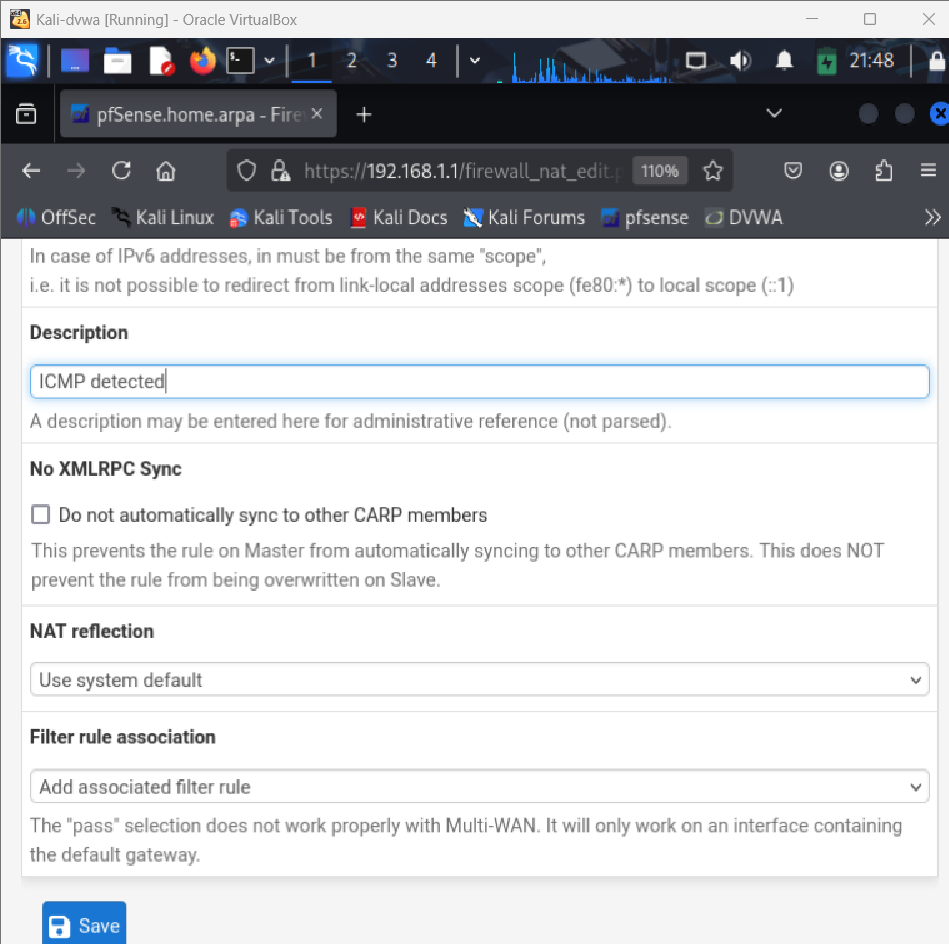 Kali-dvwa [Running] - Oracle VirtualBox
1 2 3 4 21:48
pfSense.home.arpa - Fire
https://192.168.1.1/firewall_nat_edit.p 110%
OffSec Kali Linux Kali Tools Kali Docs Kali Forums pfsense DVWA
In case of IPv6 addresses, in must be from the same "scope",
i.e. it is not possible to redirect from link-local addresses scope (fe80:*) to local scope (::1)
Description
ICMP detected
A description may be entered here for administrative reference (not parsed).
No XMLRPC Sync
Do not automatically sync to other CARP members
This prevents the rule on Master from automatically syncing to other CARP members. This does NOT
prevent the rule from being overwritten on Slave.
NAT reflection
Use system default
Filter rule association
Add associated filter rule
The "pass" selection does not work properly with Multi-WAN. It will only work on an interface containing
the default gateway.
Save